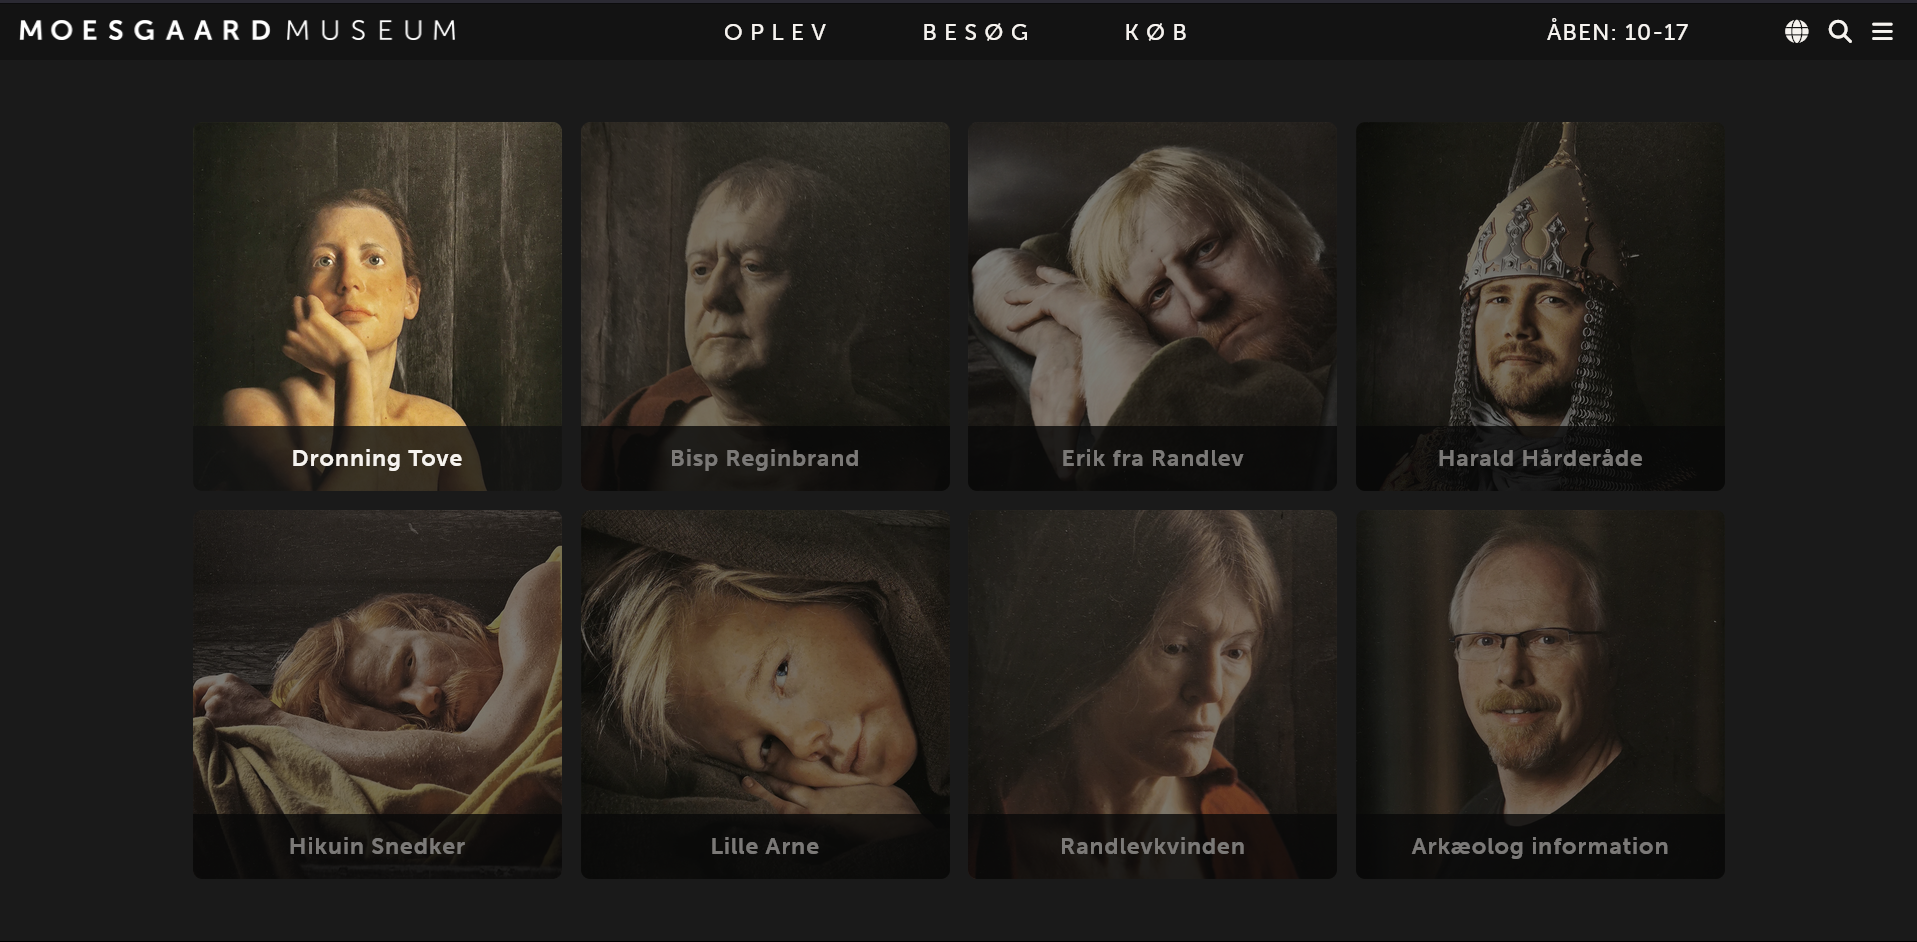 MOESGAARD MUSEUM
OPLEV
BESØG
KØB
ÅBEN: 10-17
Dronning Tove
Bisp Reginbrand
Erik fra Randlev
Harald Hårderåde
Hikuin Snedker
Lille Arne
Randlevkvinden
Arkæolog information